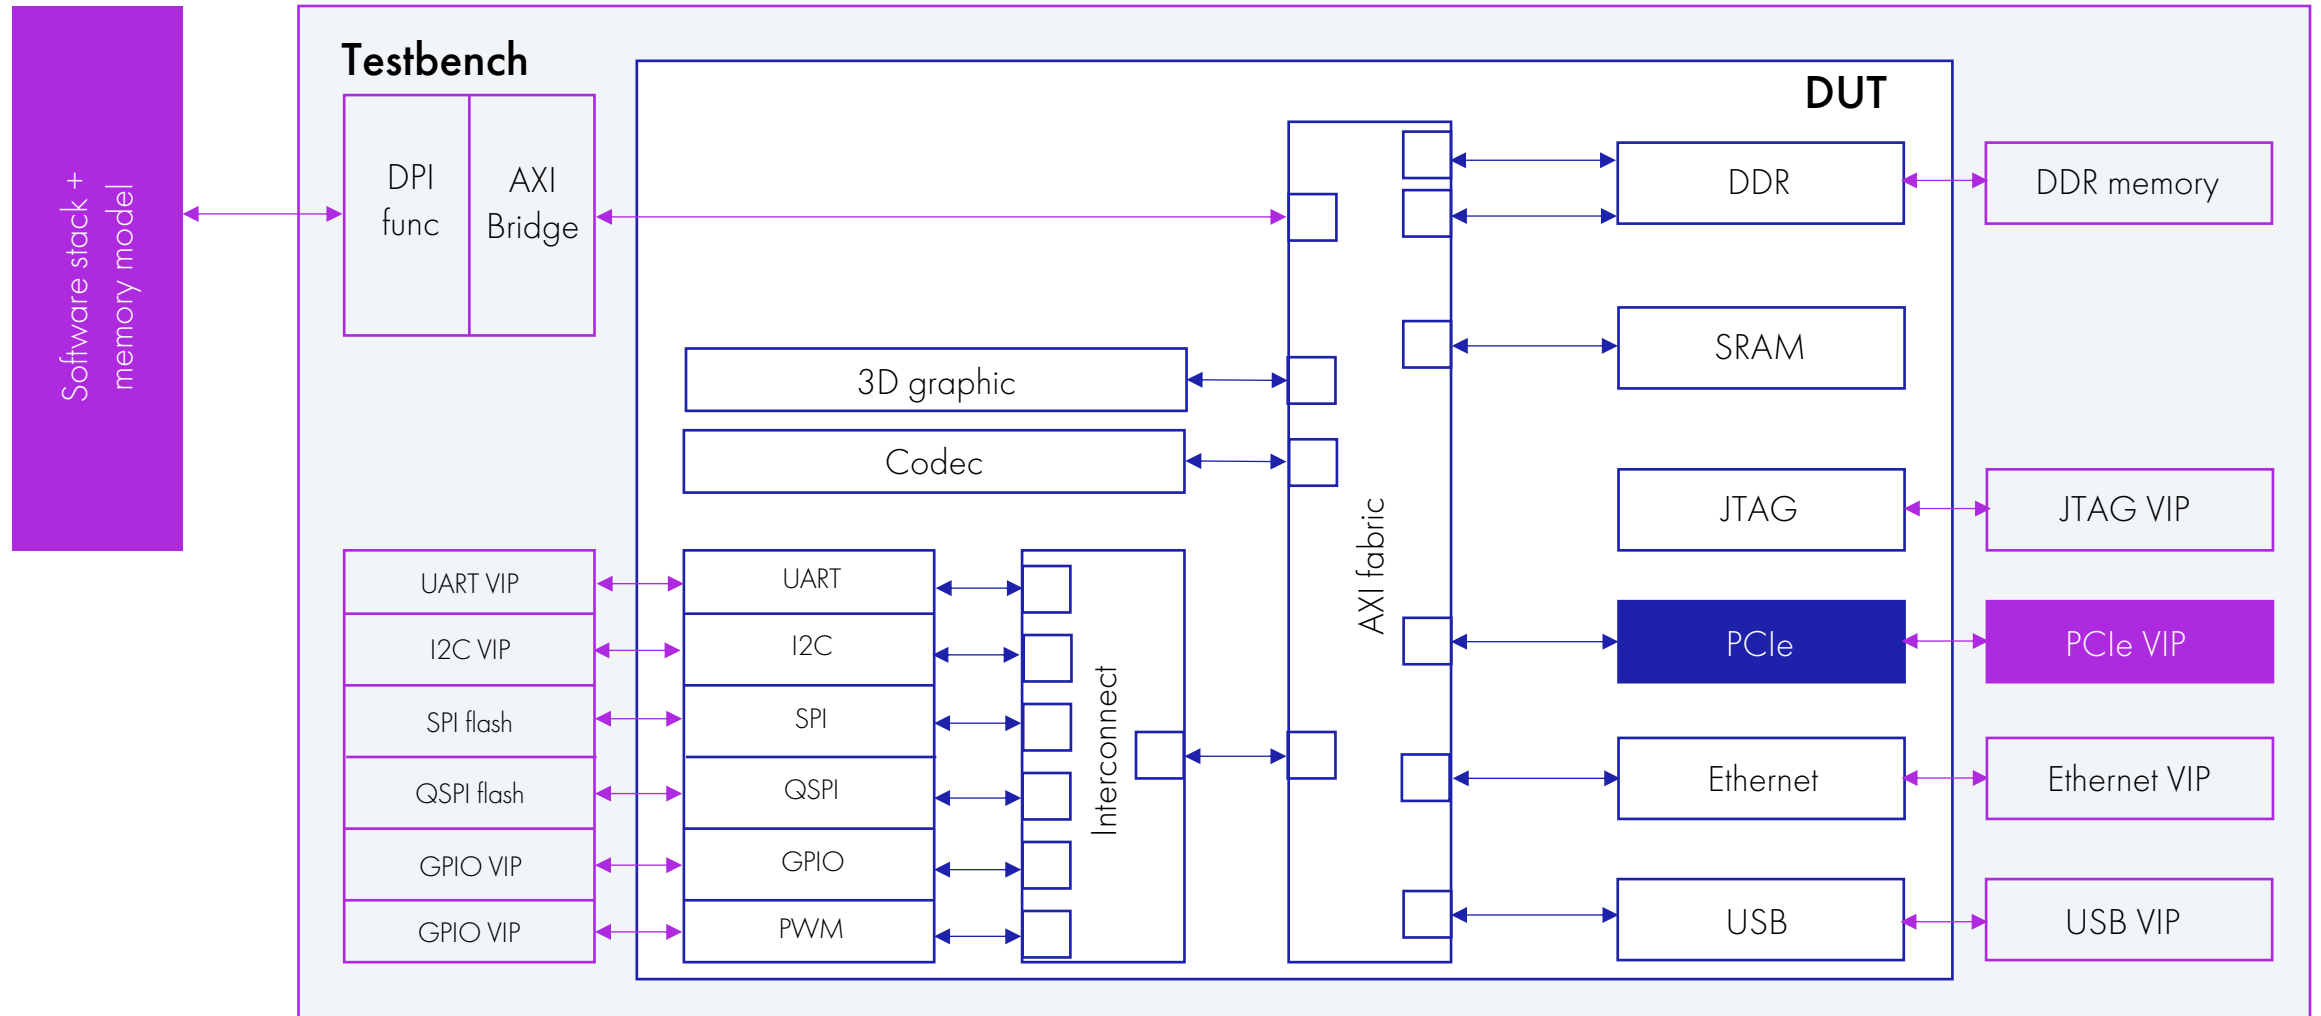 Software stack +
memory model
Testbench
DPI
func
AXI
Bridge
DUT
3D graphic
Codec
UART VIP
I2C VIP
SPI flash
QSPI flash
GPIO VIP
GPIO VIP
UART
I2C
SPI
QSPI
GPIO
PWM
Interconnect
AXI fabric
DDR
SRAM
JTAG
PCIe
Ethernet
USB
DDR memory
JTAG VIP
PCIe VIP
Ethernet VIP
USB VIP